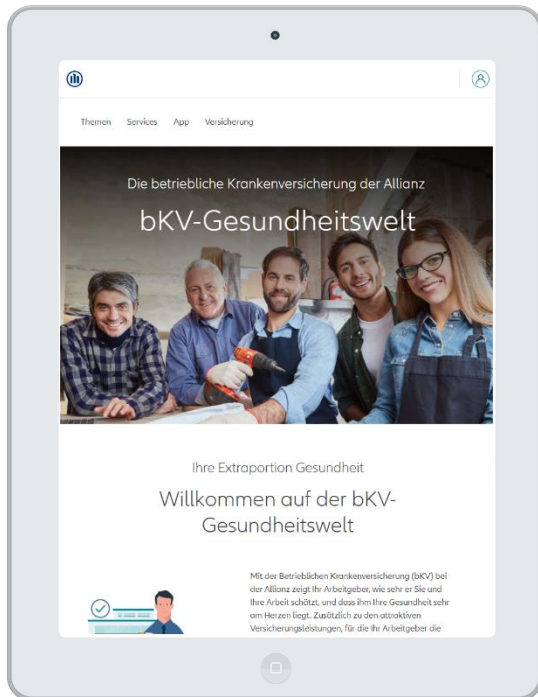 Themen Services App Versicherung
Die betriebliche Krankenversicherung der Allianz
bKV-Gesundheitswelt
Ihre Extraportion Gesundheit
Willkommen auf der bKV-
Gesundheitswelt
Mit der Betrieblichen Krankenversicherung (bKV) bei
der Allianz zeigt Ihr Arbeitgeber, wie sehr er Sie und
Ihre Arbeit schätzt, und dass ihm Ihre Gesundheit sehr
am Herzen liegt. Zusätzlich zu den attraktiven
Versicherungsleistungen, für die Ihr Arbeitgeber die